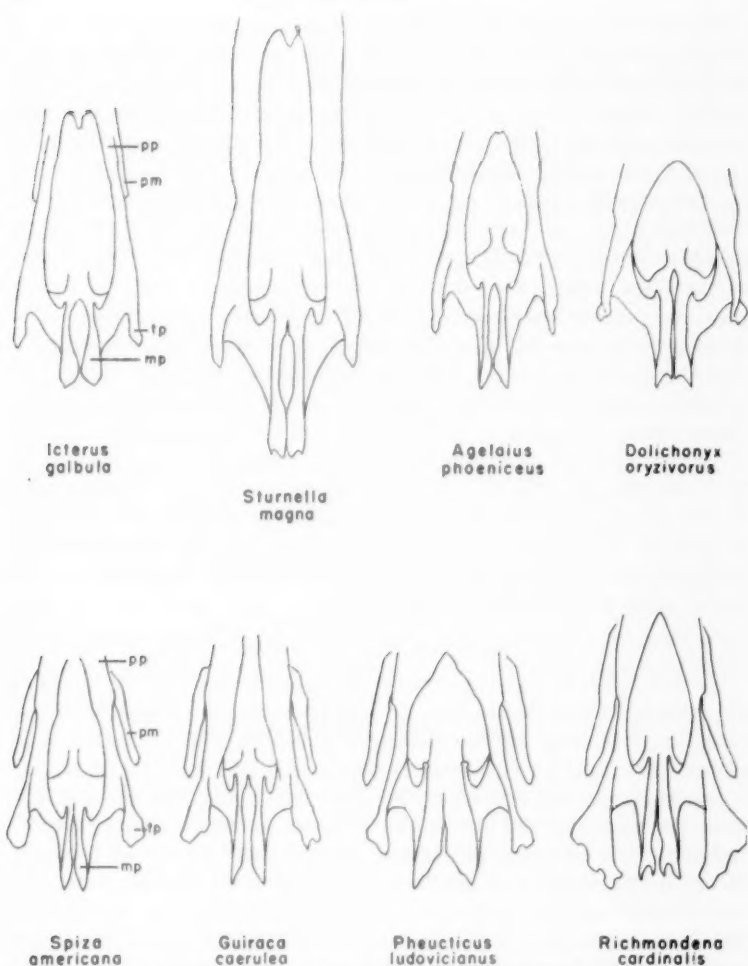 pp
pm
tp
mp
Icterus
galbula
Sturnella
magna
Agelaius
phoeniceus
Dolichonyx
oryzivorus
pp
pm
tp
mp
Spiza
americana
Guiraca
caerulea
Pheucticus
ludovicianus
Richmondena
cardinalis